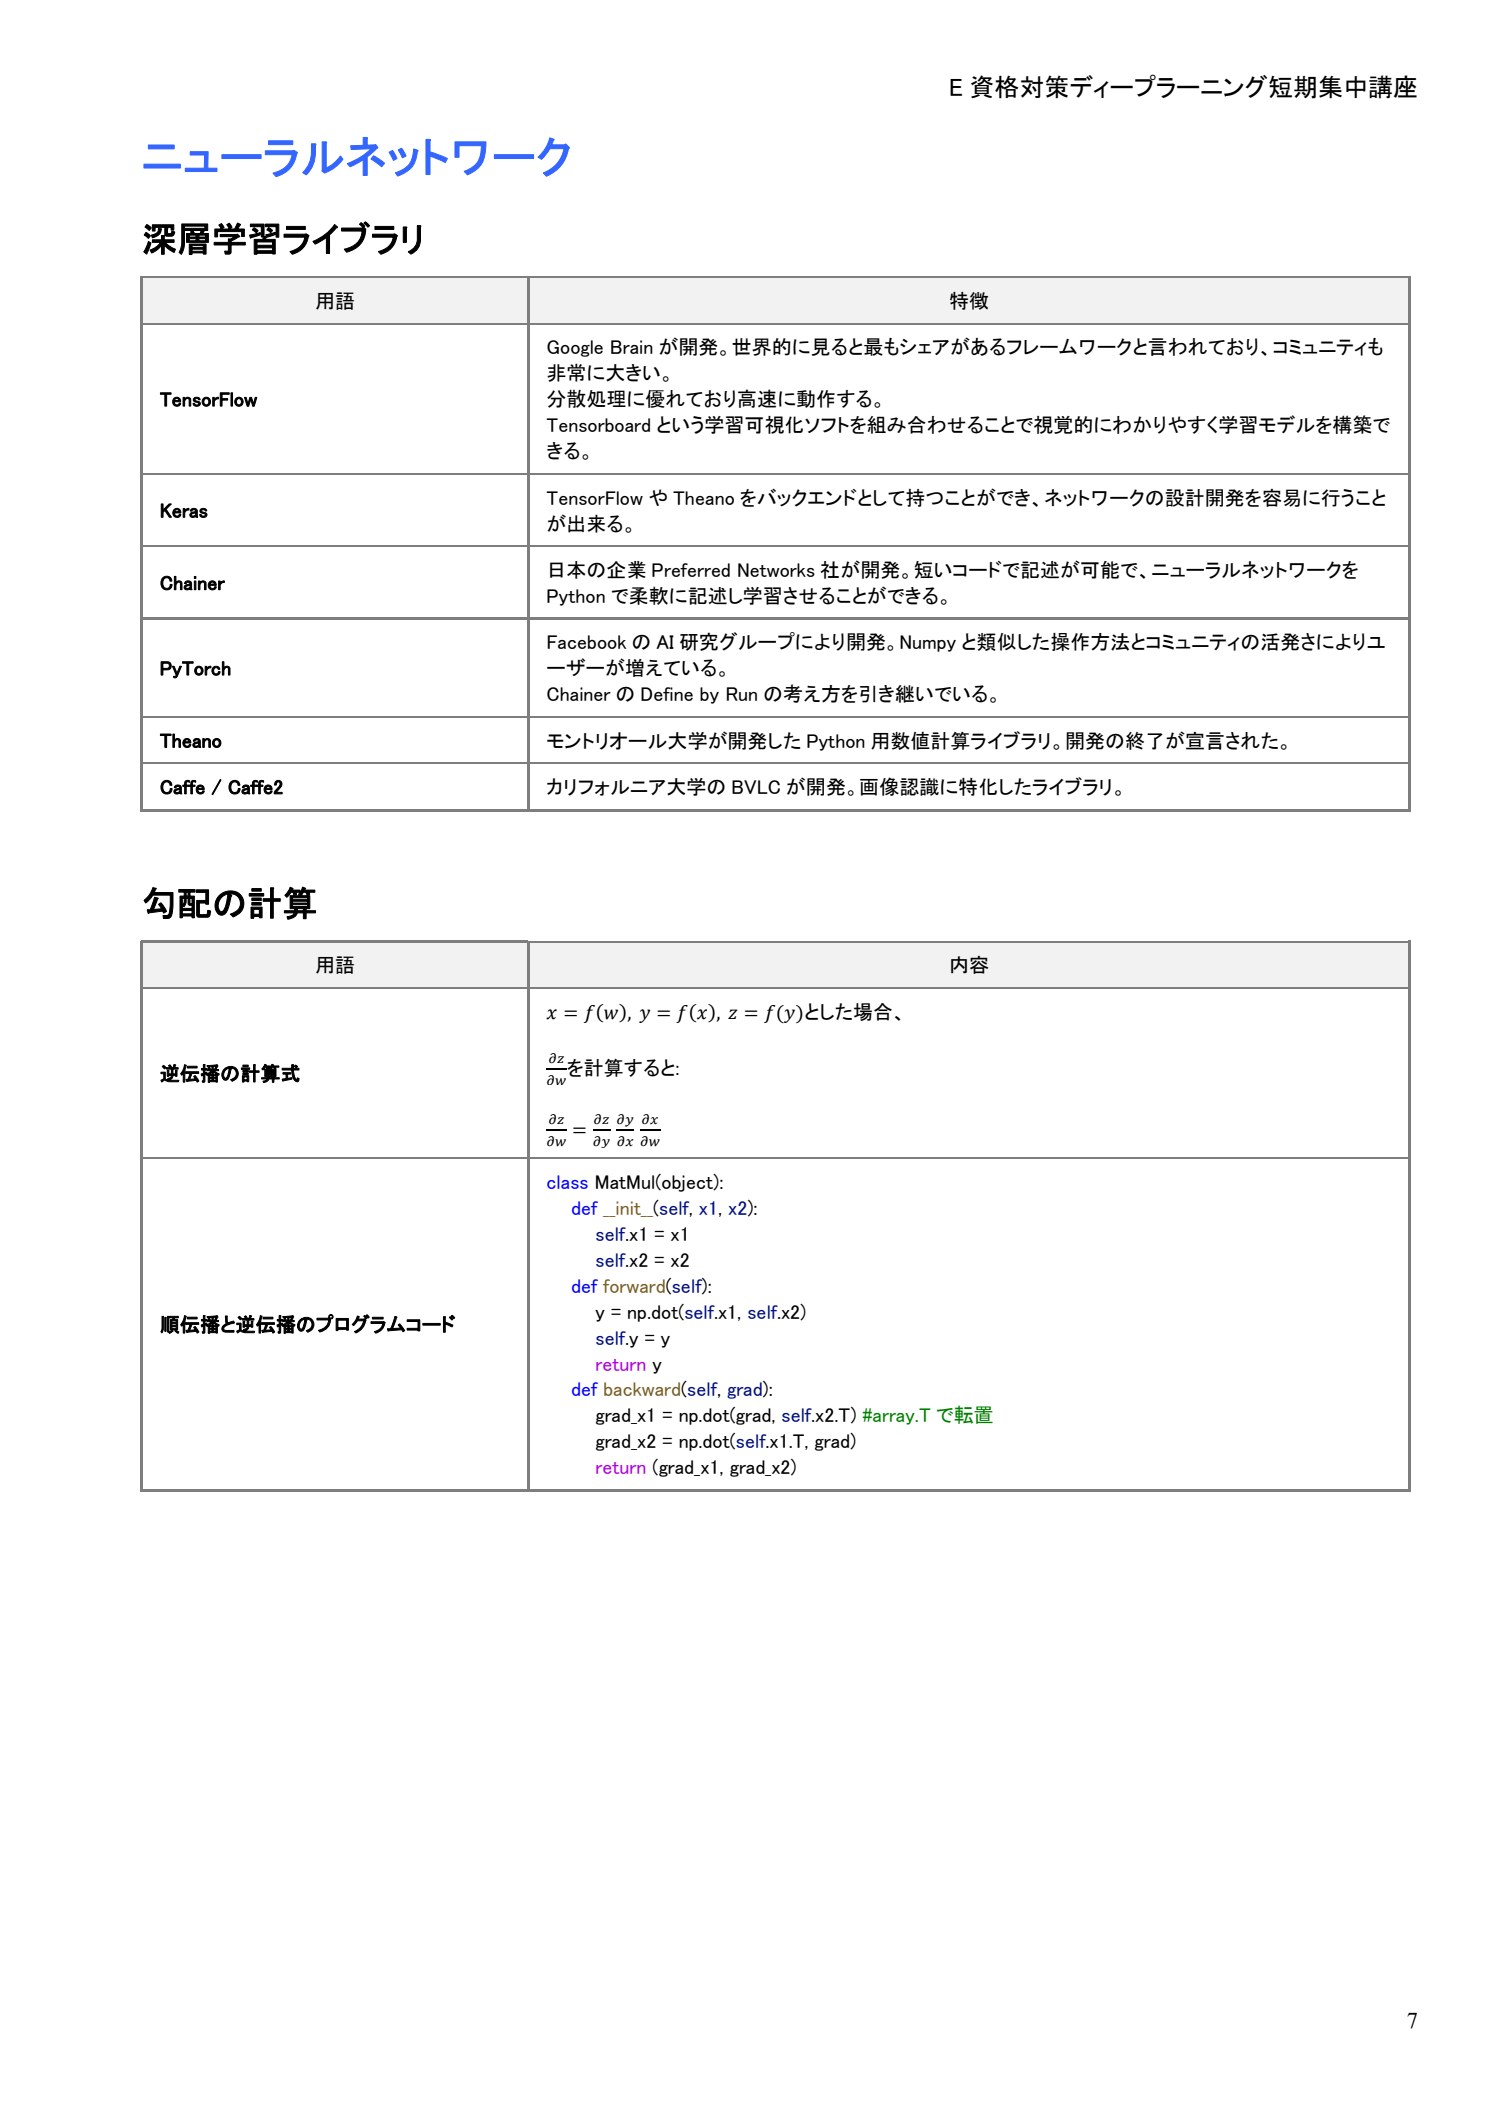 E 資格対策ディープラーニング短期集中講座
ニューラルネットワーク
深層学習ライブラリ
用語 特徴
TensorFlow
Google Brain が開発。世界的に見ると最もシェアがあるフレームワークと言われており、コミュニティも
非常に大きい。
分散処理に優れており高速に動作する。
Tensorboard という学習可視化ソフトを組み合わせることで視覚的にわかりやすく学習モデルを構築で
きる。
Keras
TensorFlow や Theano をバックエンドとして持つことができ、ネットワークの設計開発を容易に行うこと
が出来る。
Chainer
日本の企業 Preferred Networks 社が開発。短いコードで記述が可能で、ニューラルネットワークを
Python で柔軟に記述し学習させることができる。
PyTorch
Facebook の AI 研究グループにより開発。Numpy と類似した操作方法とコミュニティの活発さによりユ
ーザーが増えている。
Chainer の Define by Run の考え方を引き継いでいる。
Theano モントリオール大学が開発した Python 用数値計算ライブラリ。開発の終了が宣言された。
Caffe / Caffe2 カリフォルニア大学の BVLC が開発。画像認識に特化したライブラリ。
勾配の計算
用語 内容
逆伝播の計算式
x = f(w), y = f(x), z = f(y)とした場合、
∂z/∂wを計算すると:
∂z/∂w = ∂z/∂y ∂y/∂x ∂x/∂w
順伝播と逆伝播のプログラムコード
class MatMul(object):
def __init__(self, x1, x2):
self.x1 = x1
self.x2 = x2
def forward(self):
y = np.dot(self.x1, self.x2)
self.y = y
return y
def backward(self, grad):
grad_x1 = np.dot(grad, self.x2.T) #array.T で転置
grad_x2 = np.dot(self.x1.T, grad)
return (grad_x1, grad_x2)
7